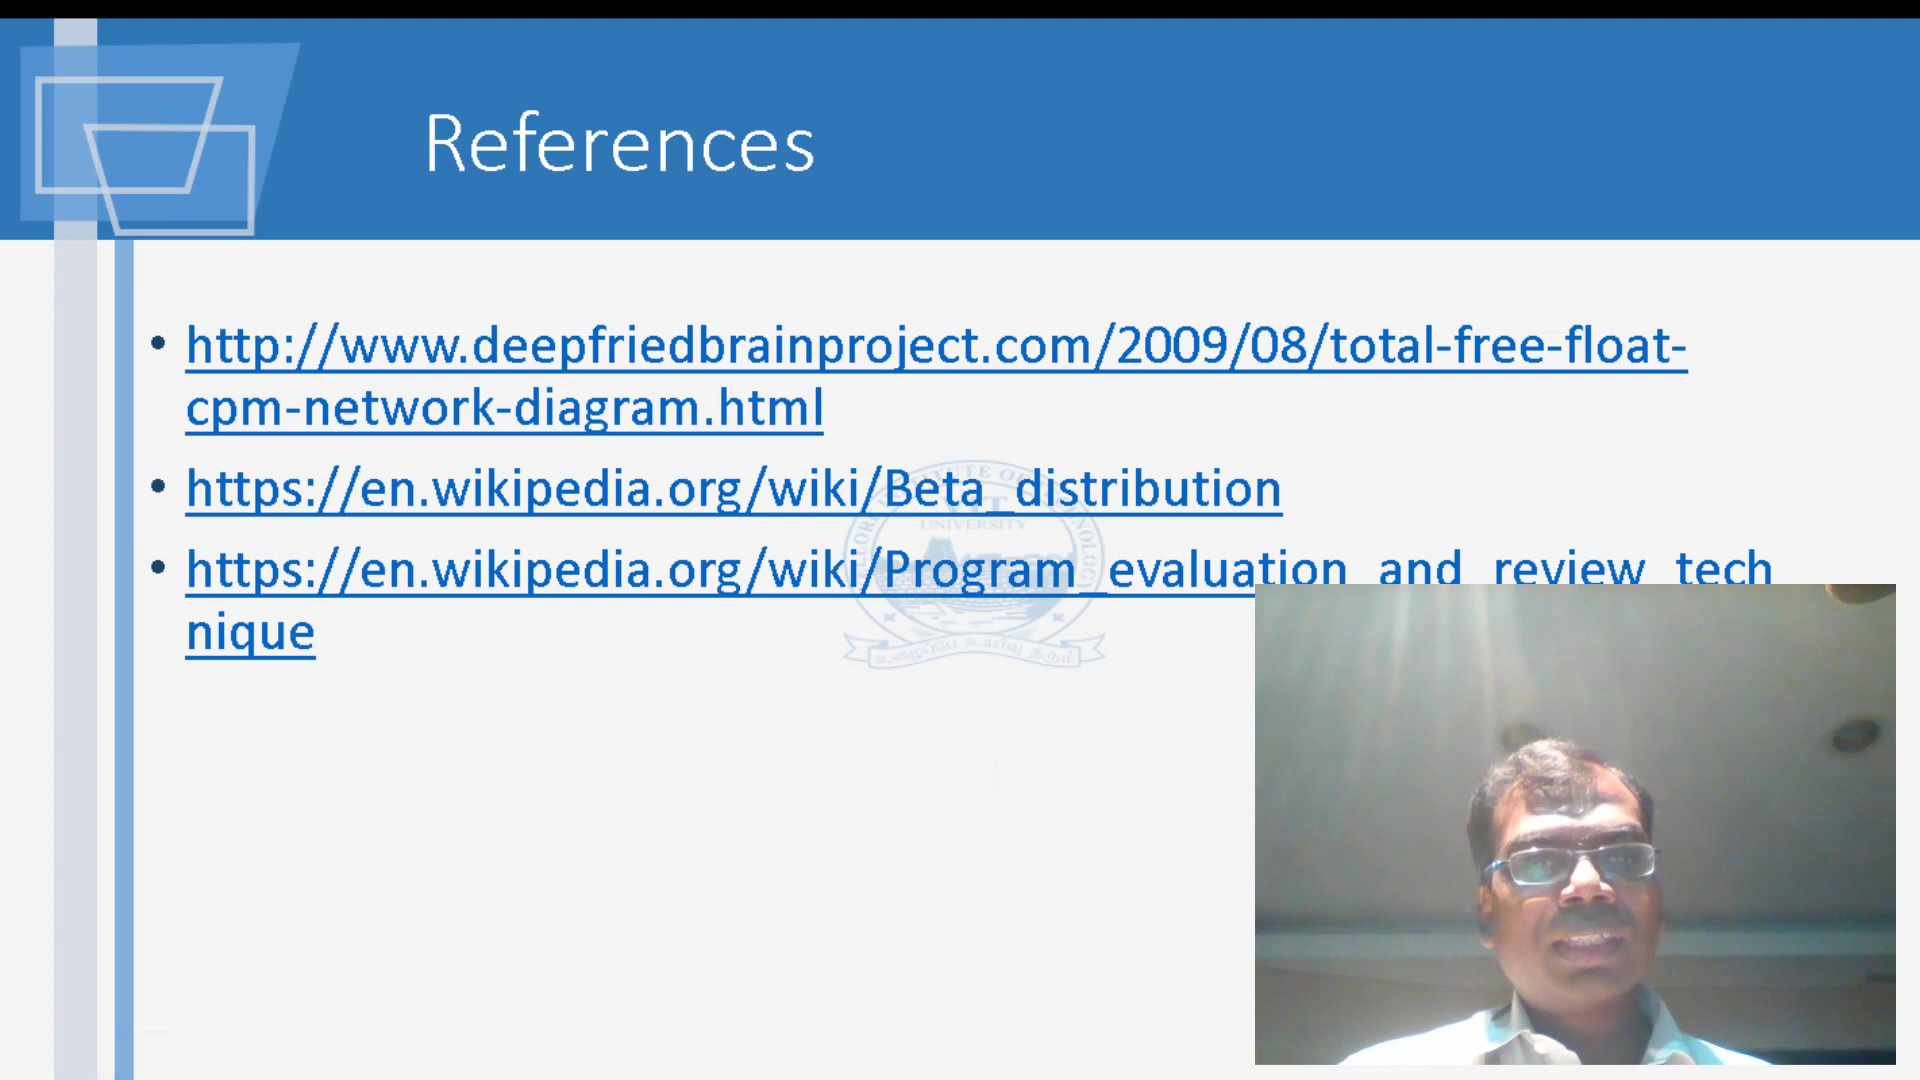 References
• http://www.deepfriedbrainproject.com/2009/08/total-free-float-
cpm-network-diagram.html
• https://en.wikipedia.org/wiki/Beta_distribution
• https://en.wikipedia.org/wiki/Program_evaluation_and_review_tech
nique
UNIVERSITY